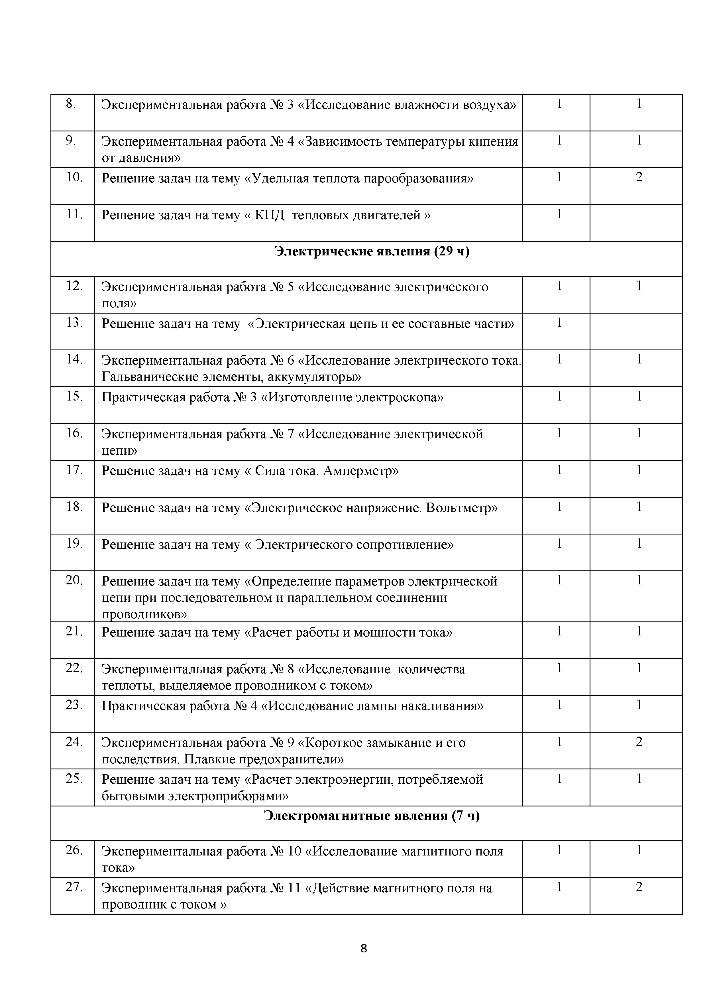 8. Экспериментальная работа № 3 «Исследование влажности воздуха» 1 1
9. Экспериментальная работа № 4 «Зависимость температуры кипения 1 1
от давления»
10. Решение задач на тему «Удельная теплота парообразования» 1 2
11. Решение задач на тему « КПД  тепловых двигателей » 1
Электрические явления (29 ч)
12. Экспериментальная работа № 5 «Исследование электрического 1 1
поля»
13. Решение задач на тему  «Электрическая цепь и ее составные части» 1
14. Экспериментальная работа № 6 «Исследование электрического тока. 1 1
Гальванические элементы, аккумуляторы»
15. Практическая работа № 3 «Изготовление электроскопа» 1 1
16. Экспериментальная работа № 7 «Исследование электрической 1 1
цепи»
17. Решение задач на тему « Сила тока. Амперметр» 1 1
18. Решение задач на тему «Электрическое напряжение. Вольтметр» 1 1
19. Решение задач на тему « Электрического сопротивление» 1 1
20. Решение задач на тему «Определение параметров электрической 1 1
цепи при последовательном и параллельном соединении
проводников»
21. Решение задач на тему «Расчет работы и мощности тока» 1 1
22. Экспериментальная работа № 8 «Исследование  количества 1 1
теплоты, выделяемое проводником с током»
23. Практическая работа № 4 «Исследование лампы накаливания» 1 1
24. Экспериментальная работа № 9 «Короткое замыкание и его 1 2
последствия. Плавкие предохранители»
25. Решение задач на тему «Расчет электроэнергии, потребляемой 1 1
бытовыми электроприборами»
Электромагнитные явления (7 ч)
26. Экспериментальная работа № 10 «Исследование магнитного поля 1 1
тока»
27. Экспериментальная работа № 11 «Действие магнитного поля на 1 2
проводник с током »
8